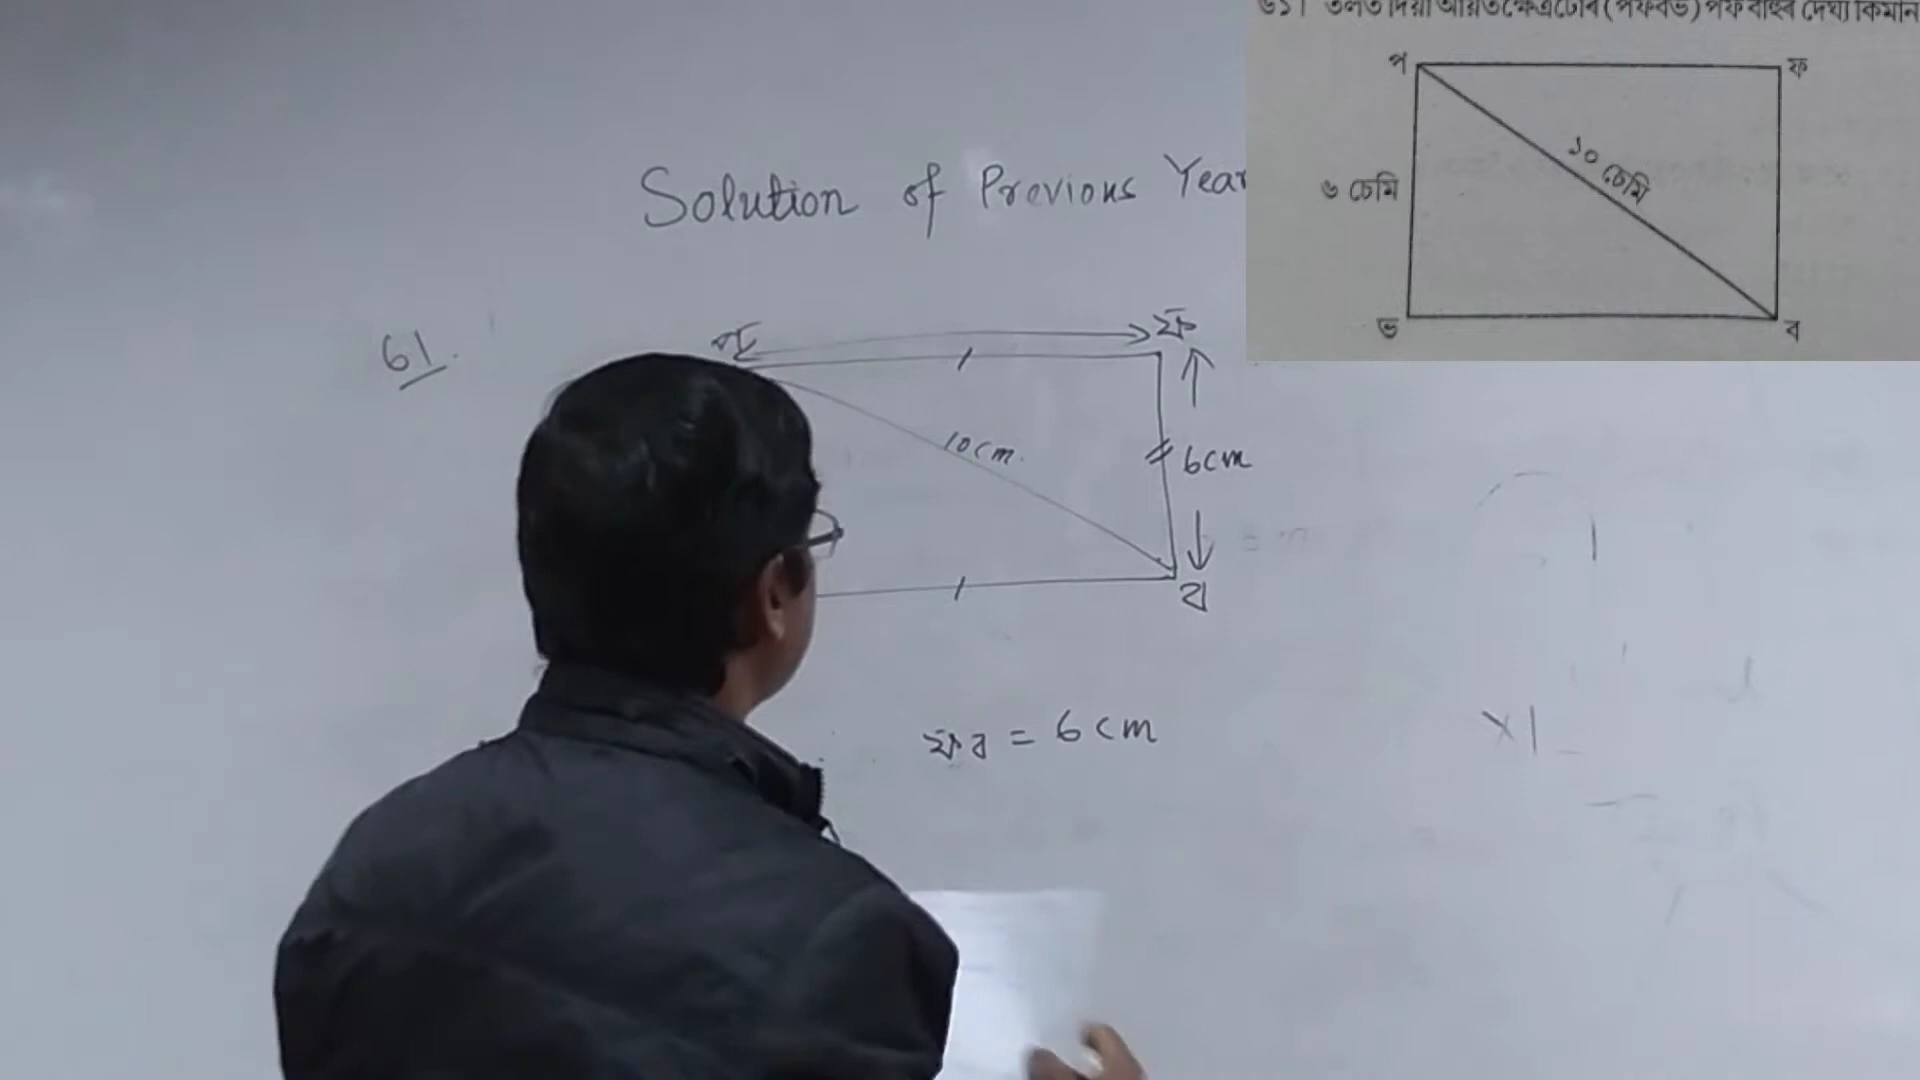 ৬১। তলত দিয়া আয়তক্ষেত্ৰটোৰ (পফবভ) পফ বাহুৰ দৈৰ্ঘ্য কিমান
প
ফ
১০ চেমি
৬ চেমি
ভ
ব
Solution of Previous Year
61.
প
ফ
10cm.
6cm
ব
ফব = 6cm